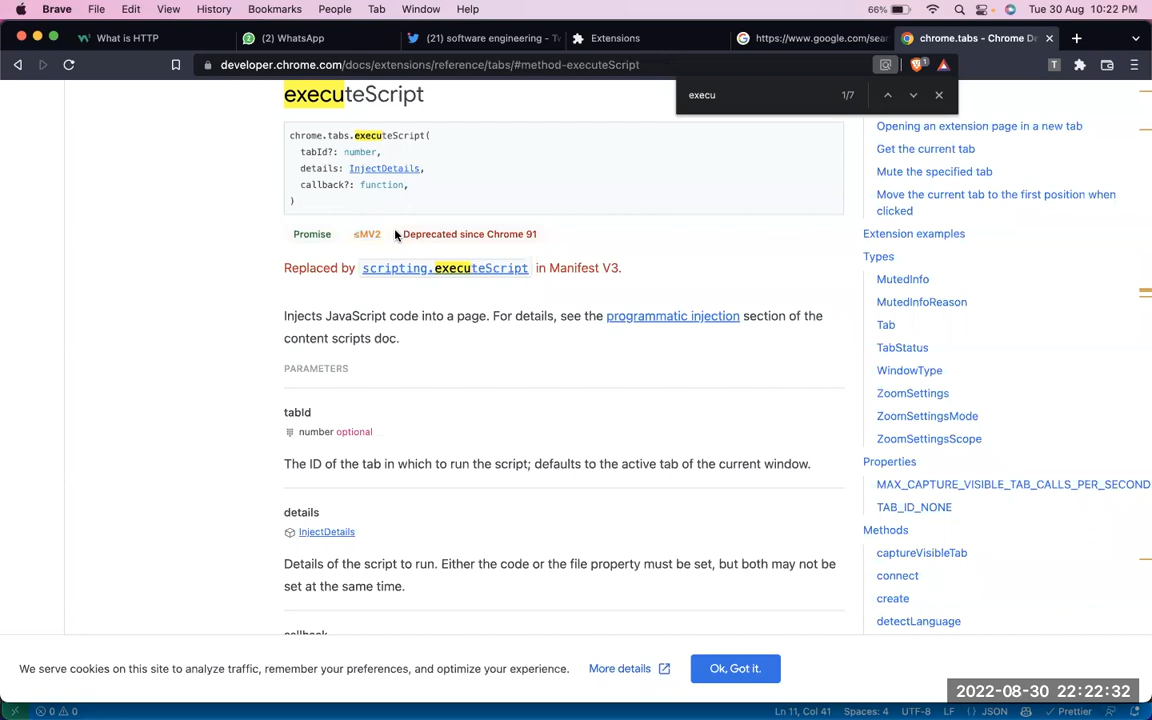 Brave File Edit View History Bookmarks People Tab Window Help 66% Tue 30 Aug 10:22 PM
What is HTTP (2) WhatsApp (21) software engineering - Tw Extensions https://www.google.com/sear chrome.tabs - Chrome De
developer.chrome.com/docs/extensions/reference/tabs/#method-executeScript 1 T
execu 1/7
executeScript
chrome.tabs.executeScript(
tabId?: number,
details: InjectDetails,
callback?: function,
)
Promise ≤MV2 Deprecated since Chrome 91
Replaced by scripting.executeScript in Manifest V3.
Injects JavaScript code into a page. For details, see the programmatic injection section of the
content scripts doc.
PARAMETERS
tabId
number optional
The ID of the tab in which to run the script; defaults to the active tab of the current window.
details
InjectDetails
Details of the script to run. Either the code or the file property must be set, but both may not be
set at the same time.
callback
Opening an extension page in a new tab
Get the current tab
Mute the specified tab
Move the current tab to the first position when
clicked
Extension examples
Types
MutedInfo
MutedInfoReason
Tab
TabStatus
WindowType
ZoomSettings
ZoomSettingsMode
ZoomSettingsScope
Properties
MAX_CAPTURE_VISIBLE_TAB_CALLS_PER_SECOND
TAB_ID_NONE
Methods
captureVisibleTab
connect
create
detectLanguage
We serve cookies on this site to analyze traffic, remember your preferences, and optimize your experience. More details Ok, Got it.
2022-08-30 22:22:32
0 0 Ln 11, Col 41 Spaces: 4 UTF-8 LF {} JSON Prettier